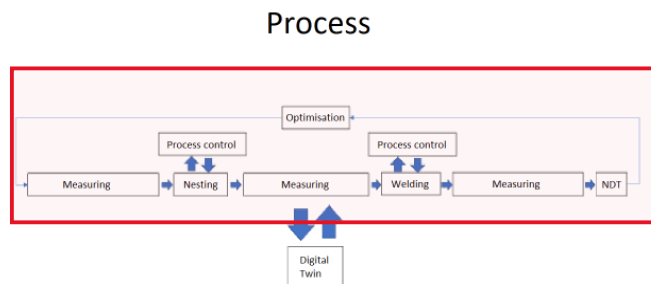 Process
Optimisation
Process control
Process control
Measuring
Nesting
Measuring
Welding
Measuring
NDT
Digital
Twin